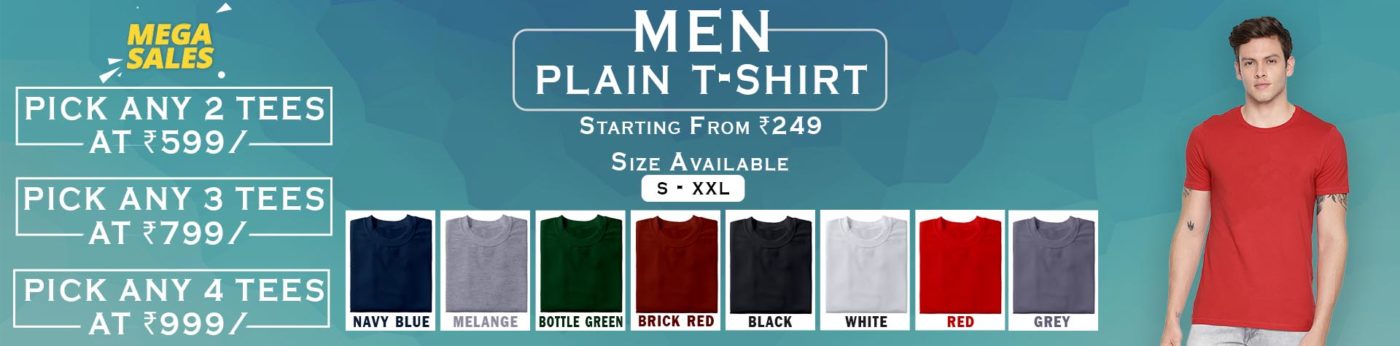 MEGA
SALES
PICK ANY 2 TEES
AT ₹599/
PICK ANY 3 TEES
AT ₹799/
PICK ANY 4 TEES
AT ₹999/
MEN
PLAIN T-SHIRT
STARTING FROM ₹249
SIZE AVAILABLE
S - XXL
NAVY BLUE
MELANGE
BOTTLE GREEN
BRICK RED
BLACK
WHITE
RED
GREY